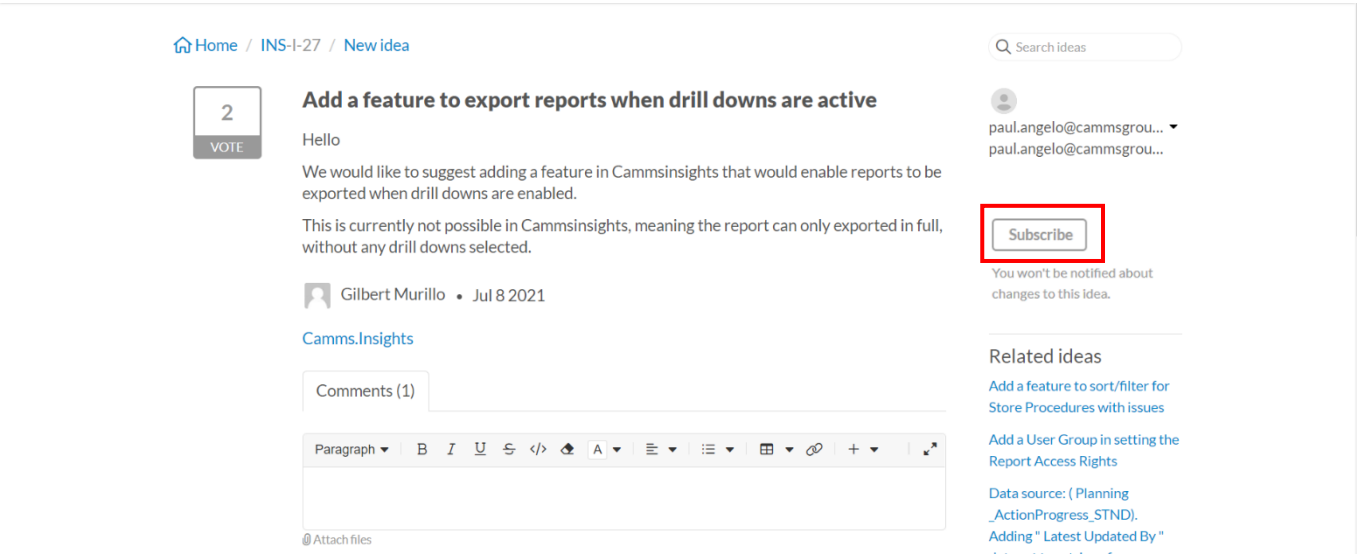 Home / INS-I-27 / New idea
Search ideas
2
VOTE
Add a feature to export reports when drill downs are active
Hello
We would like to suggest adding a feature in Cammsinsights that would enable reports to be
exported when drill downs are enabled.
This is currently not possible in Cammsinsights, meaning the report can only exported in full,
without any drill downs selected.
Gilbert Murillo • Jul 8 2021
Camms.Insights
Comments (1)
Paragraph B I U S </> A
Attach files
paul.angelo@cammsgrou...
paul.angelo@cammsgrou...
Subscribe
You won't be notified about
changes to this idea.
Related ideas
Add a feature to sort/filter for
Store Procedures with issues
Add a User Group in setting the
Report Access Rights
Data source: ( Planning
_ActionProgress_STND).
Adding " Latest Updated By "